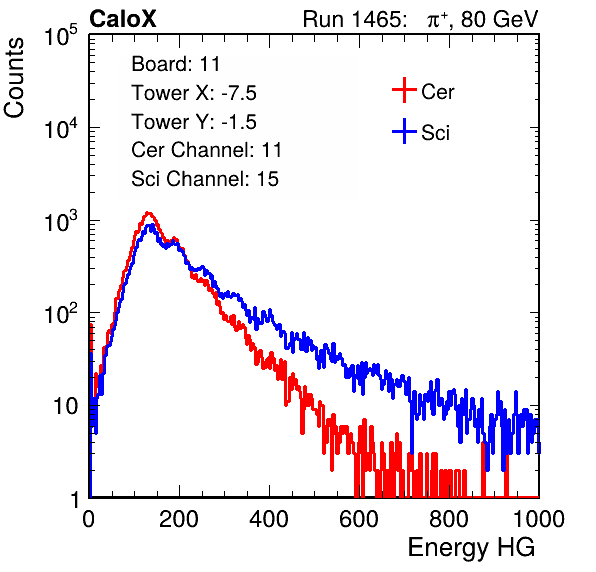 CaloX Run 1465: π⁺, 80 GeV
Counts
Board: 11
Tower X: -7.5
Tower Y: -1.5
Cer Channel: 11
Sci Channel: 15
Cer
Sci
10⁵
10⁴
10³
10²
10
1
0 200 400 600 800 1000
Energy HG